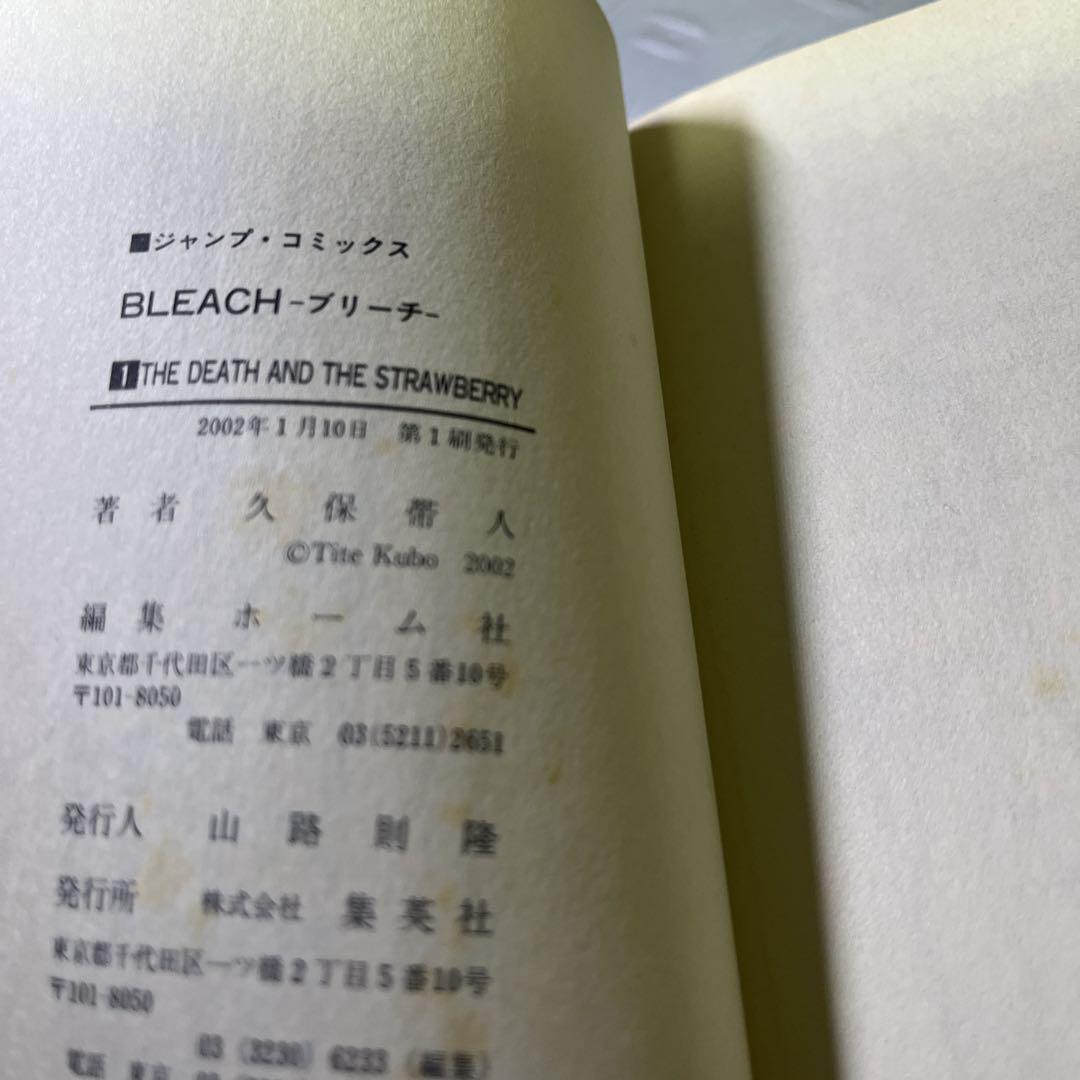 ■ジャンプ・コミックス
BLEACH-ブリーチ-
1 THE DEATH AND THE STRAWBERRY
2002年1月10日 第1刷発行
著者 久保帯人
©Tite Kubo 2002
編集 ホーム社
東京都千代田区一ツ橋2丁目5番10号
〒101-8050
電話 東京 03(5211)2651
発行人 山路則隆
発行所 株式会社 集英社
東京都千代田区一ツ橋2丁目5番10号
〒101-8050
03(3230)6233(編集)
電話 東京